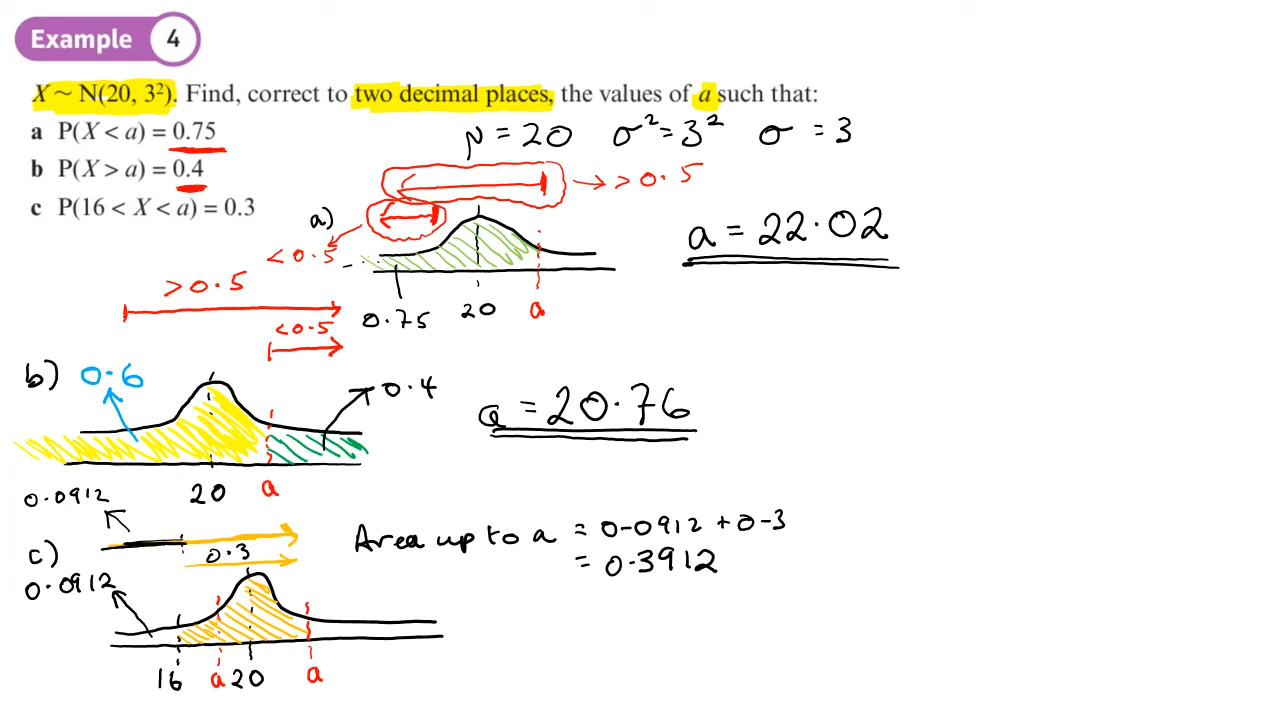 Example 4
X ~ N(20, 3²). Find, correct to two decimal places, the values of a such that:
a P(X < a) = 0.75
b P(X > a) = 0.4
c P(16 < X < a) = 0.3
μ = 20 σ² = 3² σ = 3
> 0.5
a)
< 0.5
0.75 20 a
a = 22.02
> 0.5
< 0.5
b) 0.6
0.4
20 a
a = 20.76
0.0912
c)
0.3
0.0912
16 a 20 a
Area up to a = 0.0912 + 0.3
= 0.3912